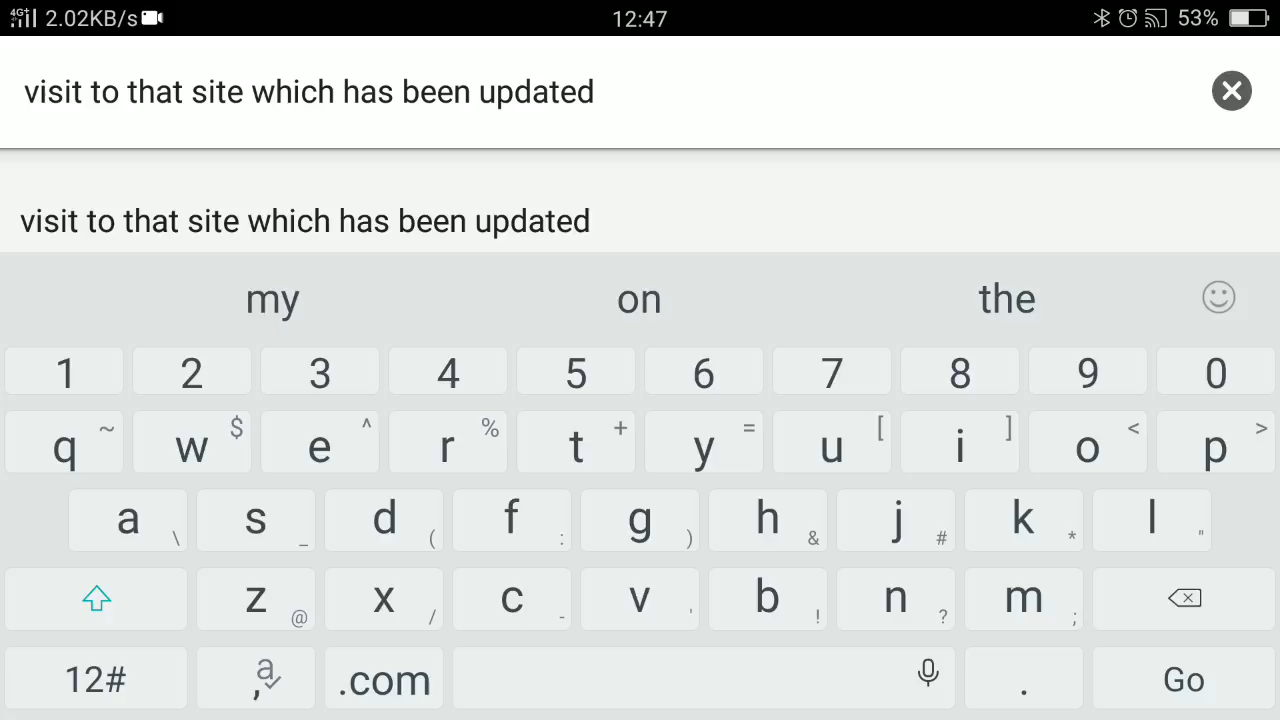 4G+ 2.02KB/s 12:47 53%
visit to that site which has been updated
visit to that site which has been updated
my on the
1 2 3 4 5 6 7 8 9 0
q ~ w $ e ^ r % t + y = u [ i ] o < p >
a \ s _ d ( f : g ) h & j # k * l "
z @ x / c - v ' b ! n ? m ;
12# , a .com . Go